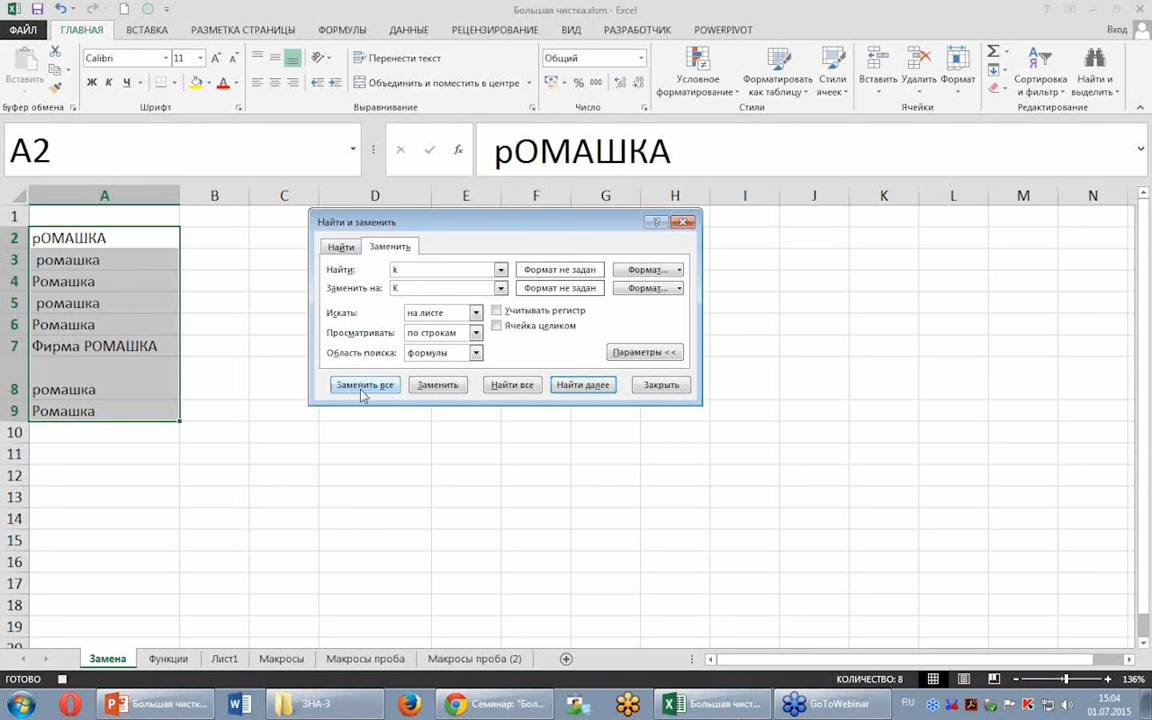 Большая чистка.xlsm - Excel
ФАЙЛ ГЛАВНАЯ ВСТАВКА РАЗМЕТКА СТРАНИЦЫ ФОРМУЛЫ ДАННЫЕ РЕЦЕНЗИРОВАНИЕ ВИД РАЗРАБОТЧИК POWERPIVOT Вход
Вставить
Calibri 11
Ж К Ч
Перенести текст
Объединить и поместить в центре
Общий
% 000
Условное форматирование
Форматировать как таблицу
Стили ячеек
Вставить Удалить Формат
Сортировка и фильтр
Найти и выделить
Буфер обмена Шрифт Выравнивание Число Стили Ячейки Редактирование
A2 fx рОМАШКА
A B C D E F G H I J K L M N
1
2 рОМАШКА
3 ромашка
4 Ромашка
5 ромашка
6 Ромашка
7 Фирма РОМАШКА
8 ромашка
9 Ромашка
10
11
12
13
14
15
16
17
18
19
20
Найти и заменить
Найти Заменить
Найти: k Формат не задан Формат...
Заменить на: K Формат не задан Формат...
Искать: на листе Учитывать регистр
Ячейка целиком
Просматривать: по строкам
Область поиска: формулы Параметры <<
Заменить все Заменить Найти все Найти далее Закрыть
Замена Функции Лист1 Макросы Макросы проба Макросы проба (2)
ГОТОВО КОЛИЧЕСТВО: 8 136%
Большая чистк... ЗНА-3 Семинар: "Бол... Большая чист... GoToWebinar RU 15:04
01.07.2015